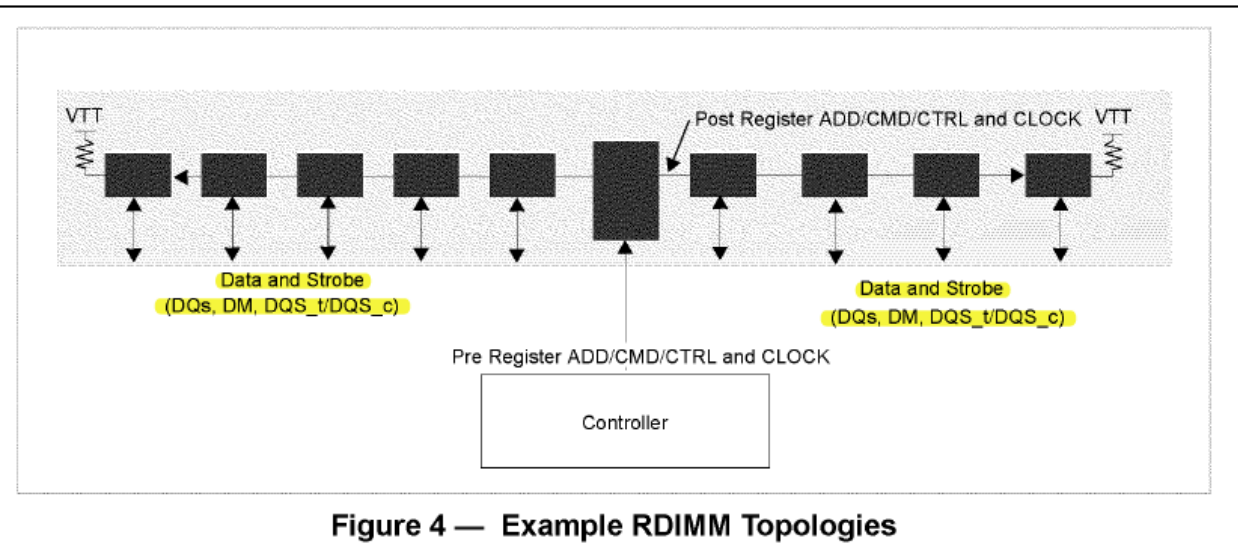 VTT
Post Register ADD/CMD/CTRL and CLOCK
VTT
Data and Strobe
(DQs, DM, DQS_t/DQS_c)
Data and Strobe
(DQs, DM, DQS_t/DQS_c)
Pre Register ADD/CMD/CTRL and CLOCK
Controller
Figure 4 — Example RDIMM Topologies